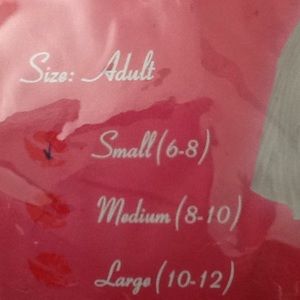 Size: Adult
Small (6-8)
Medium (8-10)
Large (10-12)